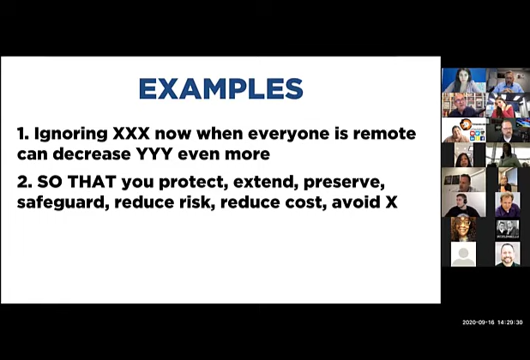 EXAMPLES
1. Ignoring XXX now when everyone is remote
can decrease YYY even more
2. SO THAT you protect, extend, preserve,
safeguard, reduce risk, reduce cost, avoid X
2020-09-16 14:29:30